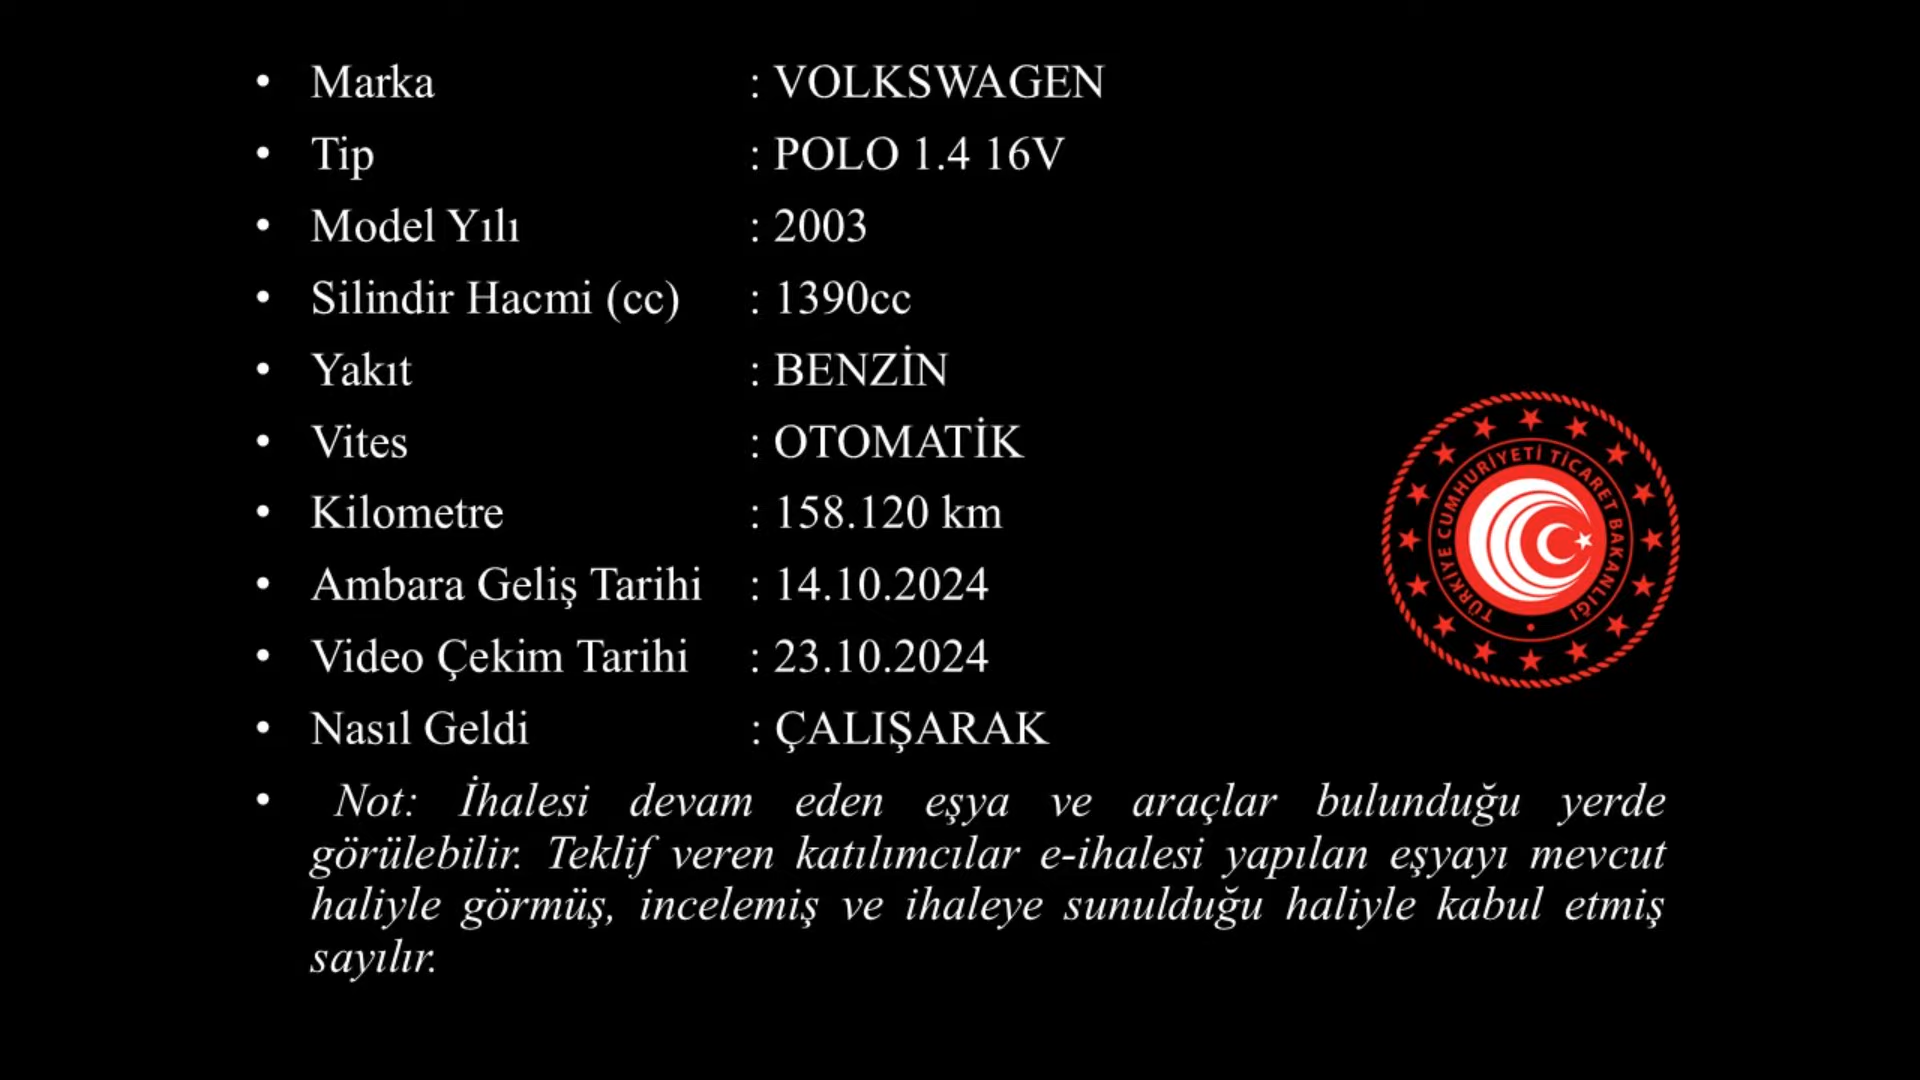 • Marka : VOLKSWAGEN
• Tip : POLO 1.4 16V
• Model Yılı : 2003
• Silindir Hacmi (cc) : 1390cc
• Yakıt : BENZİN
• Vites : OTOMATİK
• Kilometre : 158.120 km
• Ambara Geliş Tarihi : 14.10.2024
• Video Çekim Tarihi : 23.10.2024
• Nasıl Geldi : ÇALIŞARAK
• Not: İhalesi devam eden eşya ve araçlar bulunduğu yerde
görülebilir. Teklif veren katılımcılar e-ihalesi yapılan eşyayı mevcut
haliyle görmüş, incelemiş ve ihaleye sunulduğu haliyle kabul etmiş
sayılır.
TÜRKİYE CUMHURİYETİ TİCARET BAKANLIĞI